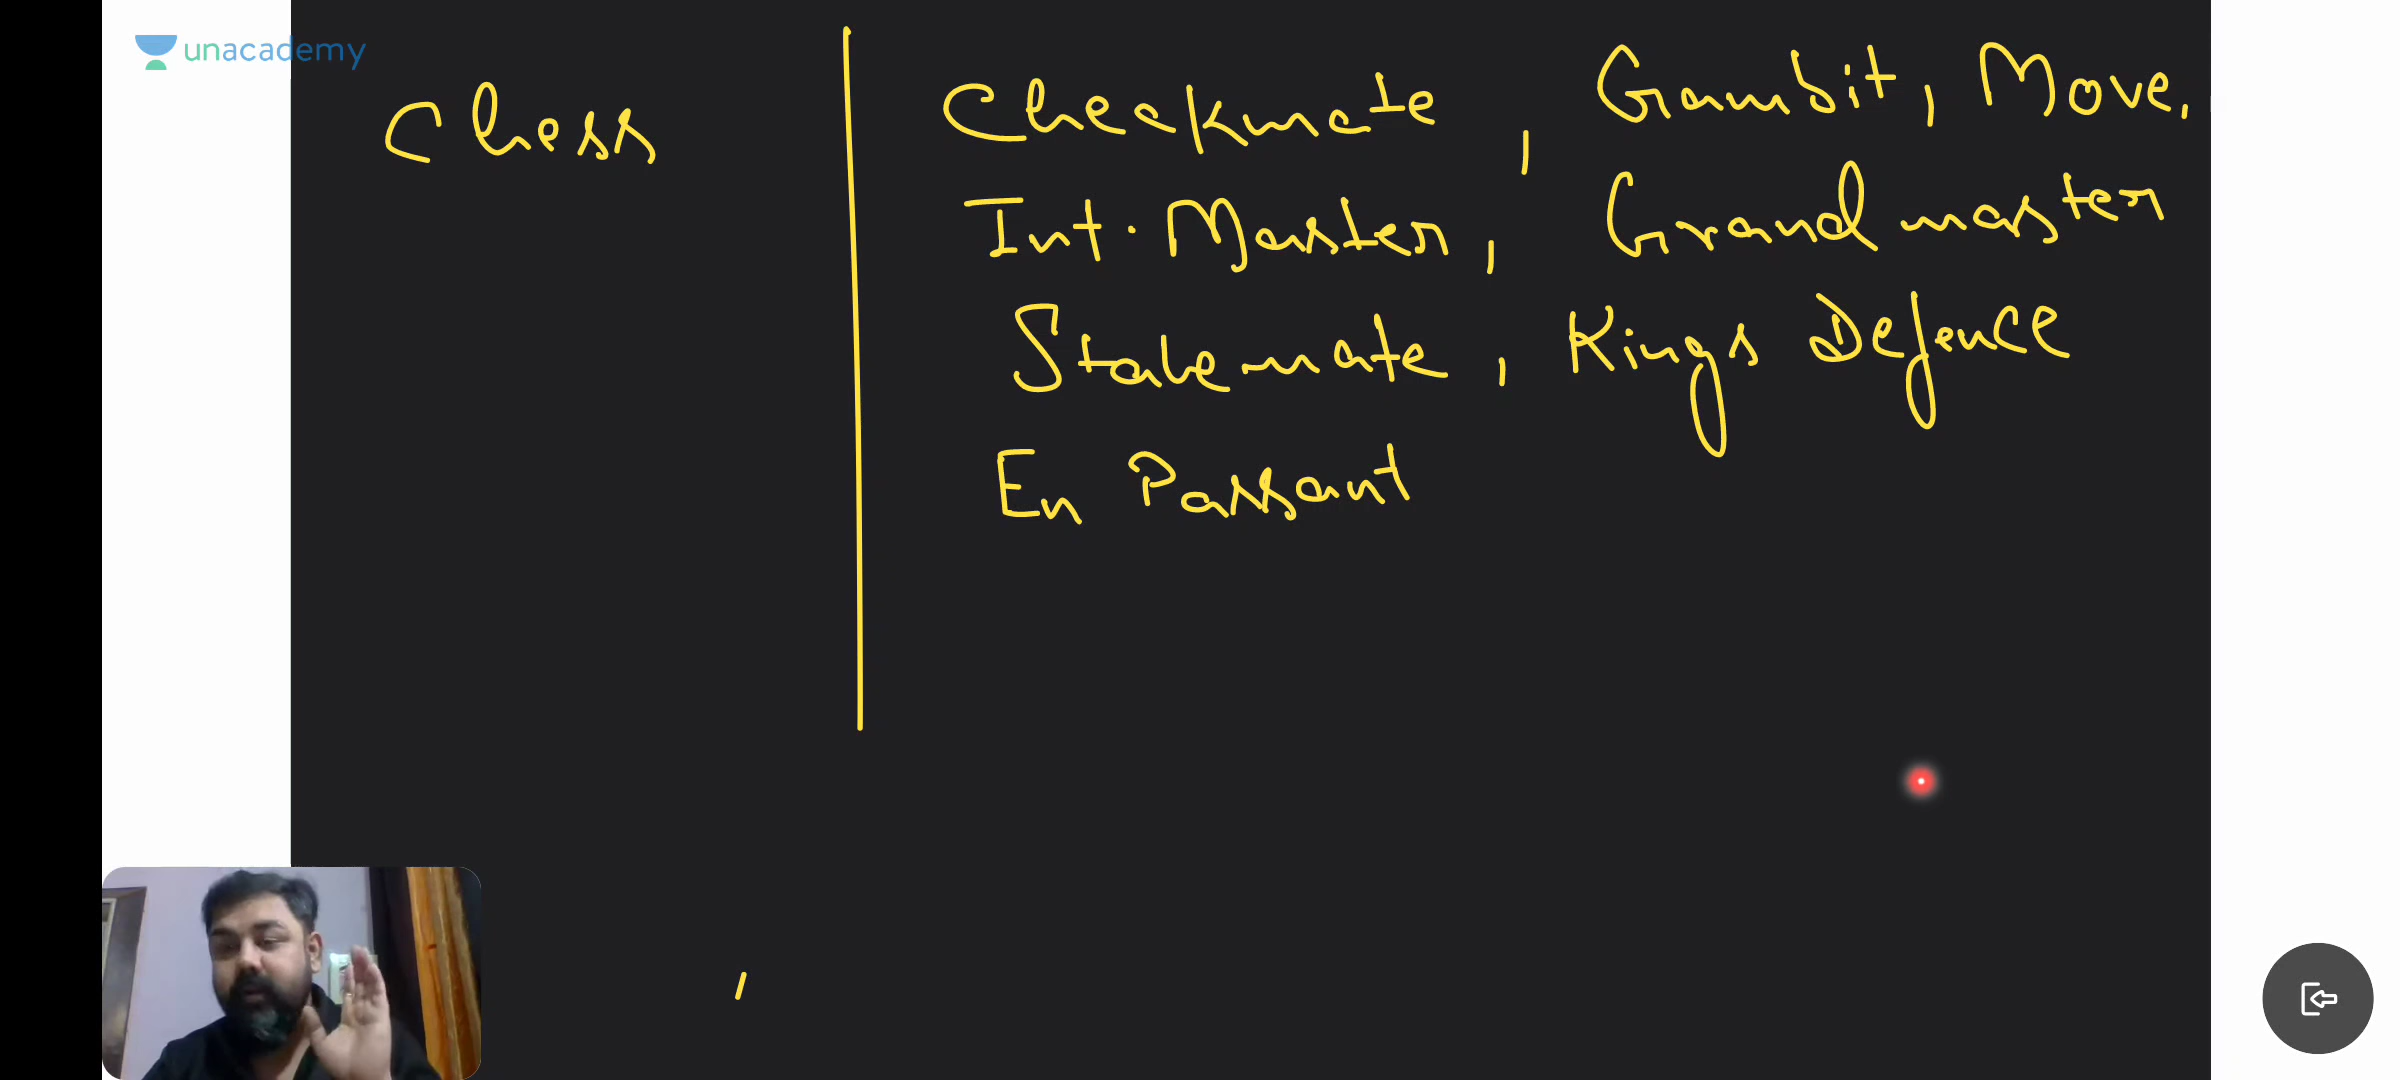 unacademy
Chess
Checkmate, Gambit, Move,
Int. Master, Grandmaster
Stalemate, Kings Defence
En Passant